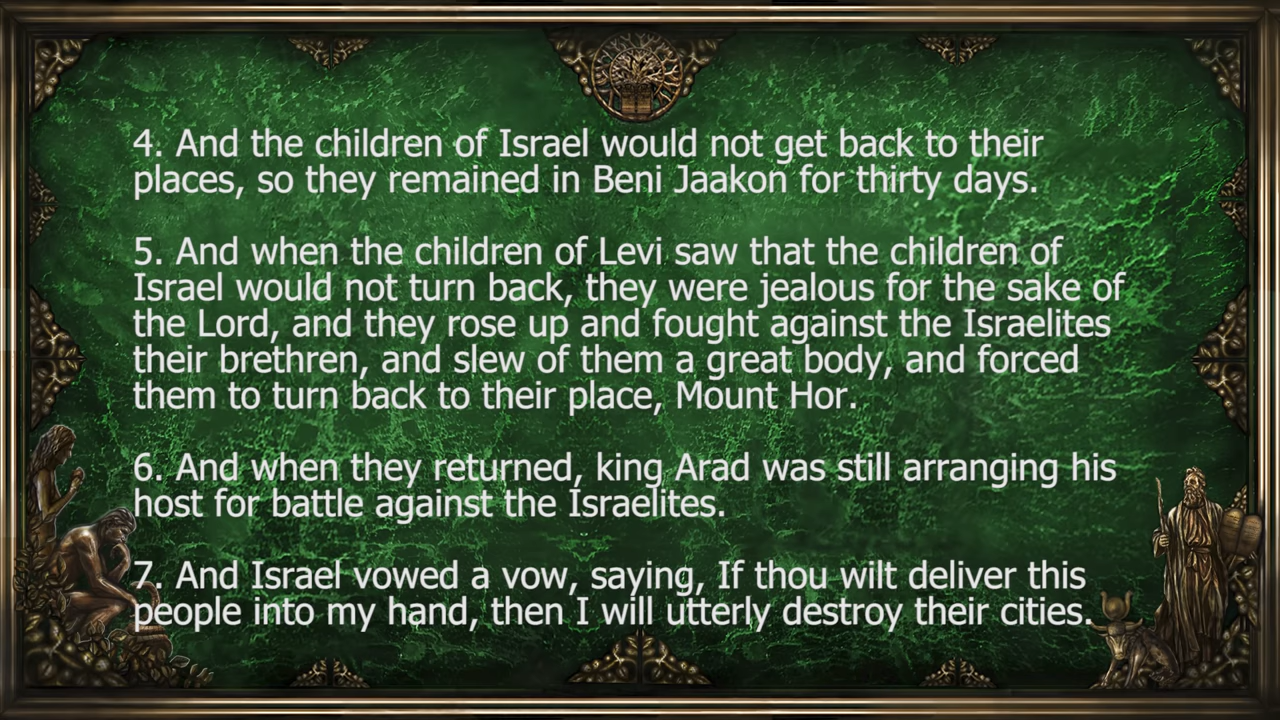 4. And the children of Israel would not get back to their
places, so they remained in Beni Jaakon for thirty days.
5. And when the children of Levi saw that the children of
Israel would not turn back, they were jealous for the sake of
the Lord, and they rose up and fought against the Israelites
their brethren, and slew of them a great body, and forced
them to turn back to their place, Mount Hor.
6. And when they returned, king Arad was still arranging his
host for battle against the Israelites.
7. And Israel vowed a vow, saying, If thou wilt deliver this
people into my hand, then I will utterly destroy their cities.